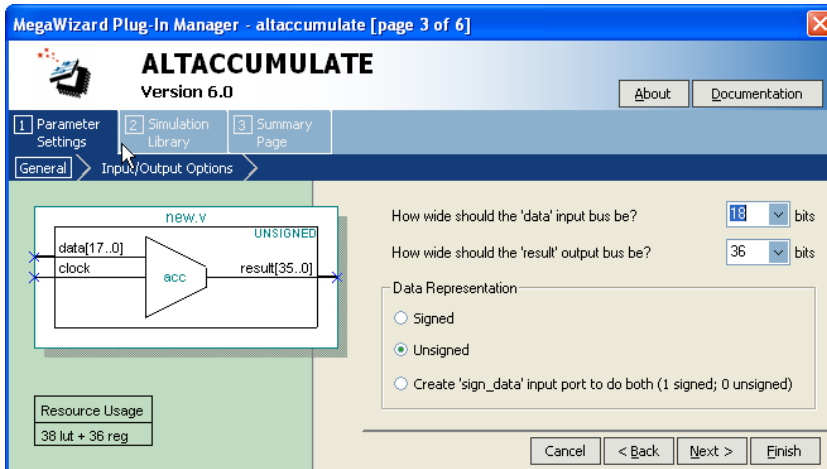 MegaWizard Plug-In Manager - altaccumulate [page 3 of 6]
ALTACCUMULATE
Version 6.0
About
Documentation
1 Parameter Settings
2 Simulation Library
3 Summary Page
General
Input/Output Options
new.v
UNSIGNED
data[17..0]
clock
acc
result[35..0]
Resource Usage
38 lut + 36 reg
How wide should the 'data' input bus be? 18 bits
How wide should the 'result' output bus be? 36 bits
Data Representation
Signed
Unsigned
Create 'sign_data' input port to do both (1 signed; 0 unsigned)
Cancel
< Back
Next >
Finish